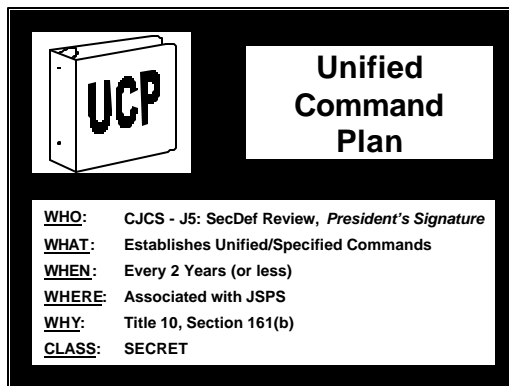 UCP
Unified
Command
Plan
WHO: CJCS - J5: SecDef Review, President's Signature
WHAT: Establishes Unified/Specified Commands
WHEN: Every 2 Years (or less)
WHERE: Associated with JSPS
WHY: Title 10, Section 161(b)
CLASS: SECRET